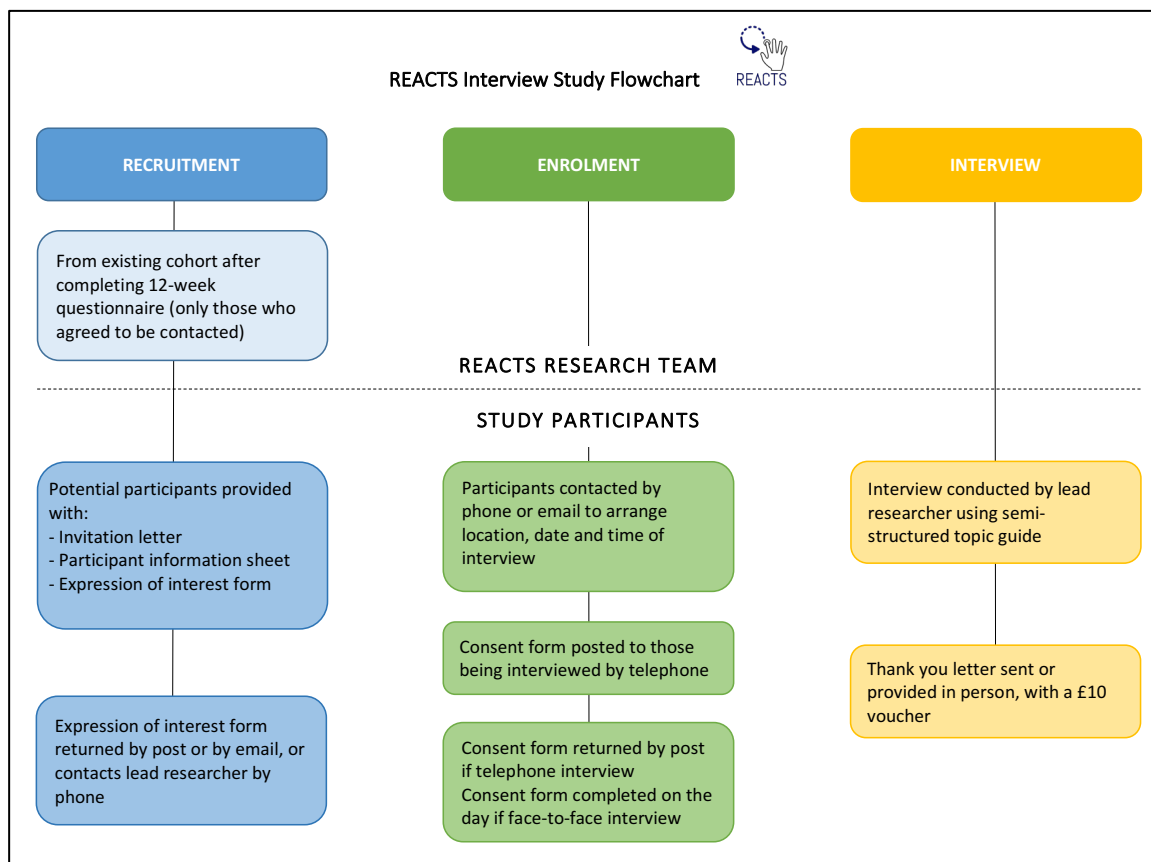 REACTS Interview Study Flowchart
REACTS
RECRUITMENT
ENROLMENT
INTERVIEW
From existing cohort after
completing 12-week
questionnaire (only those who
agreed to be contacted)
REACTS RESEARCH TEAM
STUDY PARTICIPANTS
Potential participants provided
with:
- Invitation letter
- Participant information sheet
- Expression of interest form
Participants contacted by
phone or email to arrange
location, date and time of
interview
Interview conducted by lead
researcher using semi-
structured topic guide
Consent form posted to those
being interviewed by telephone
Thank you letter sent or
provided in person, with a £10
voucher
Expression of interest form
returned by post or by email, or
contacts lead researcher by
phone
Consent form returned by post
if telephone interview
Consent form completed on the
day if face-to-face interview